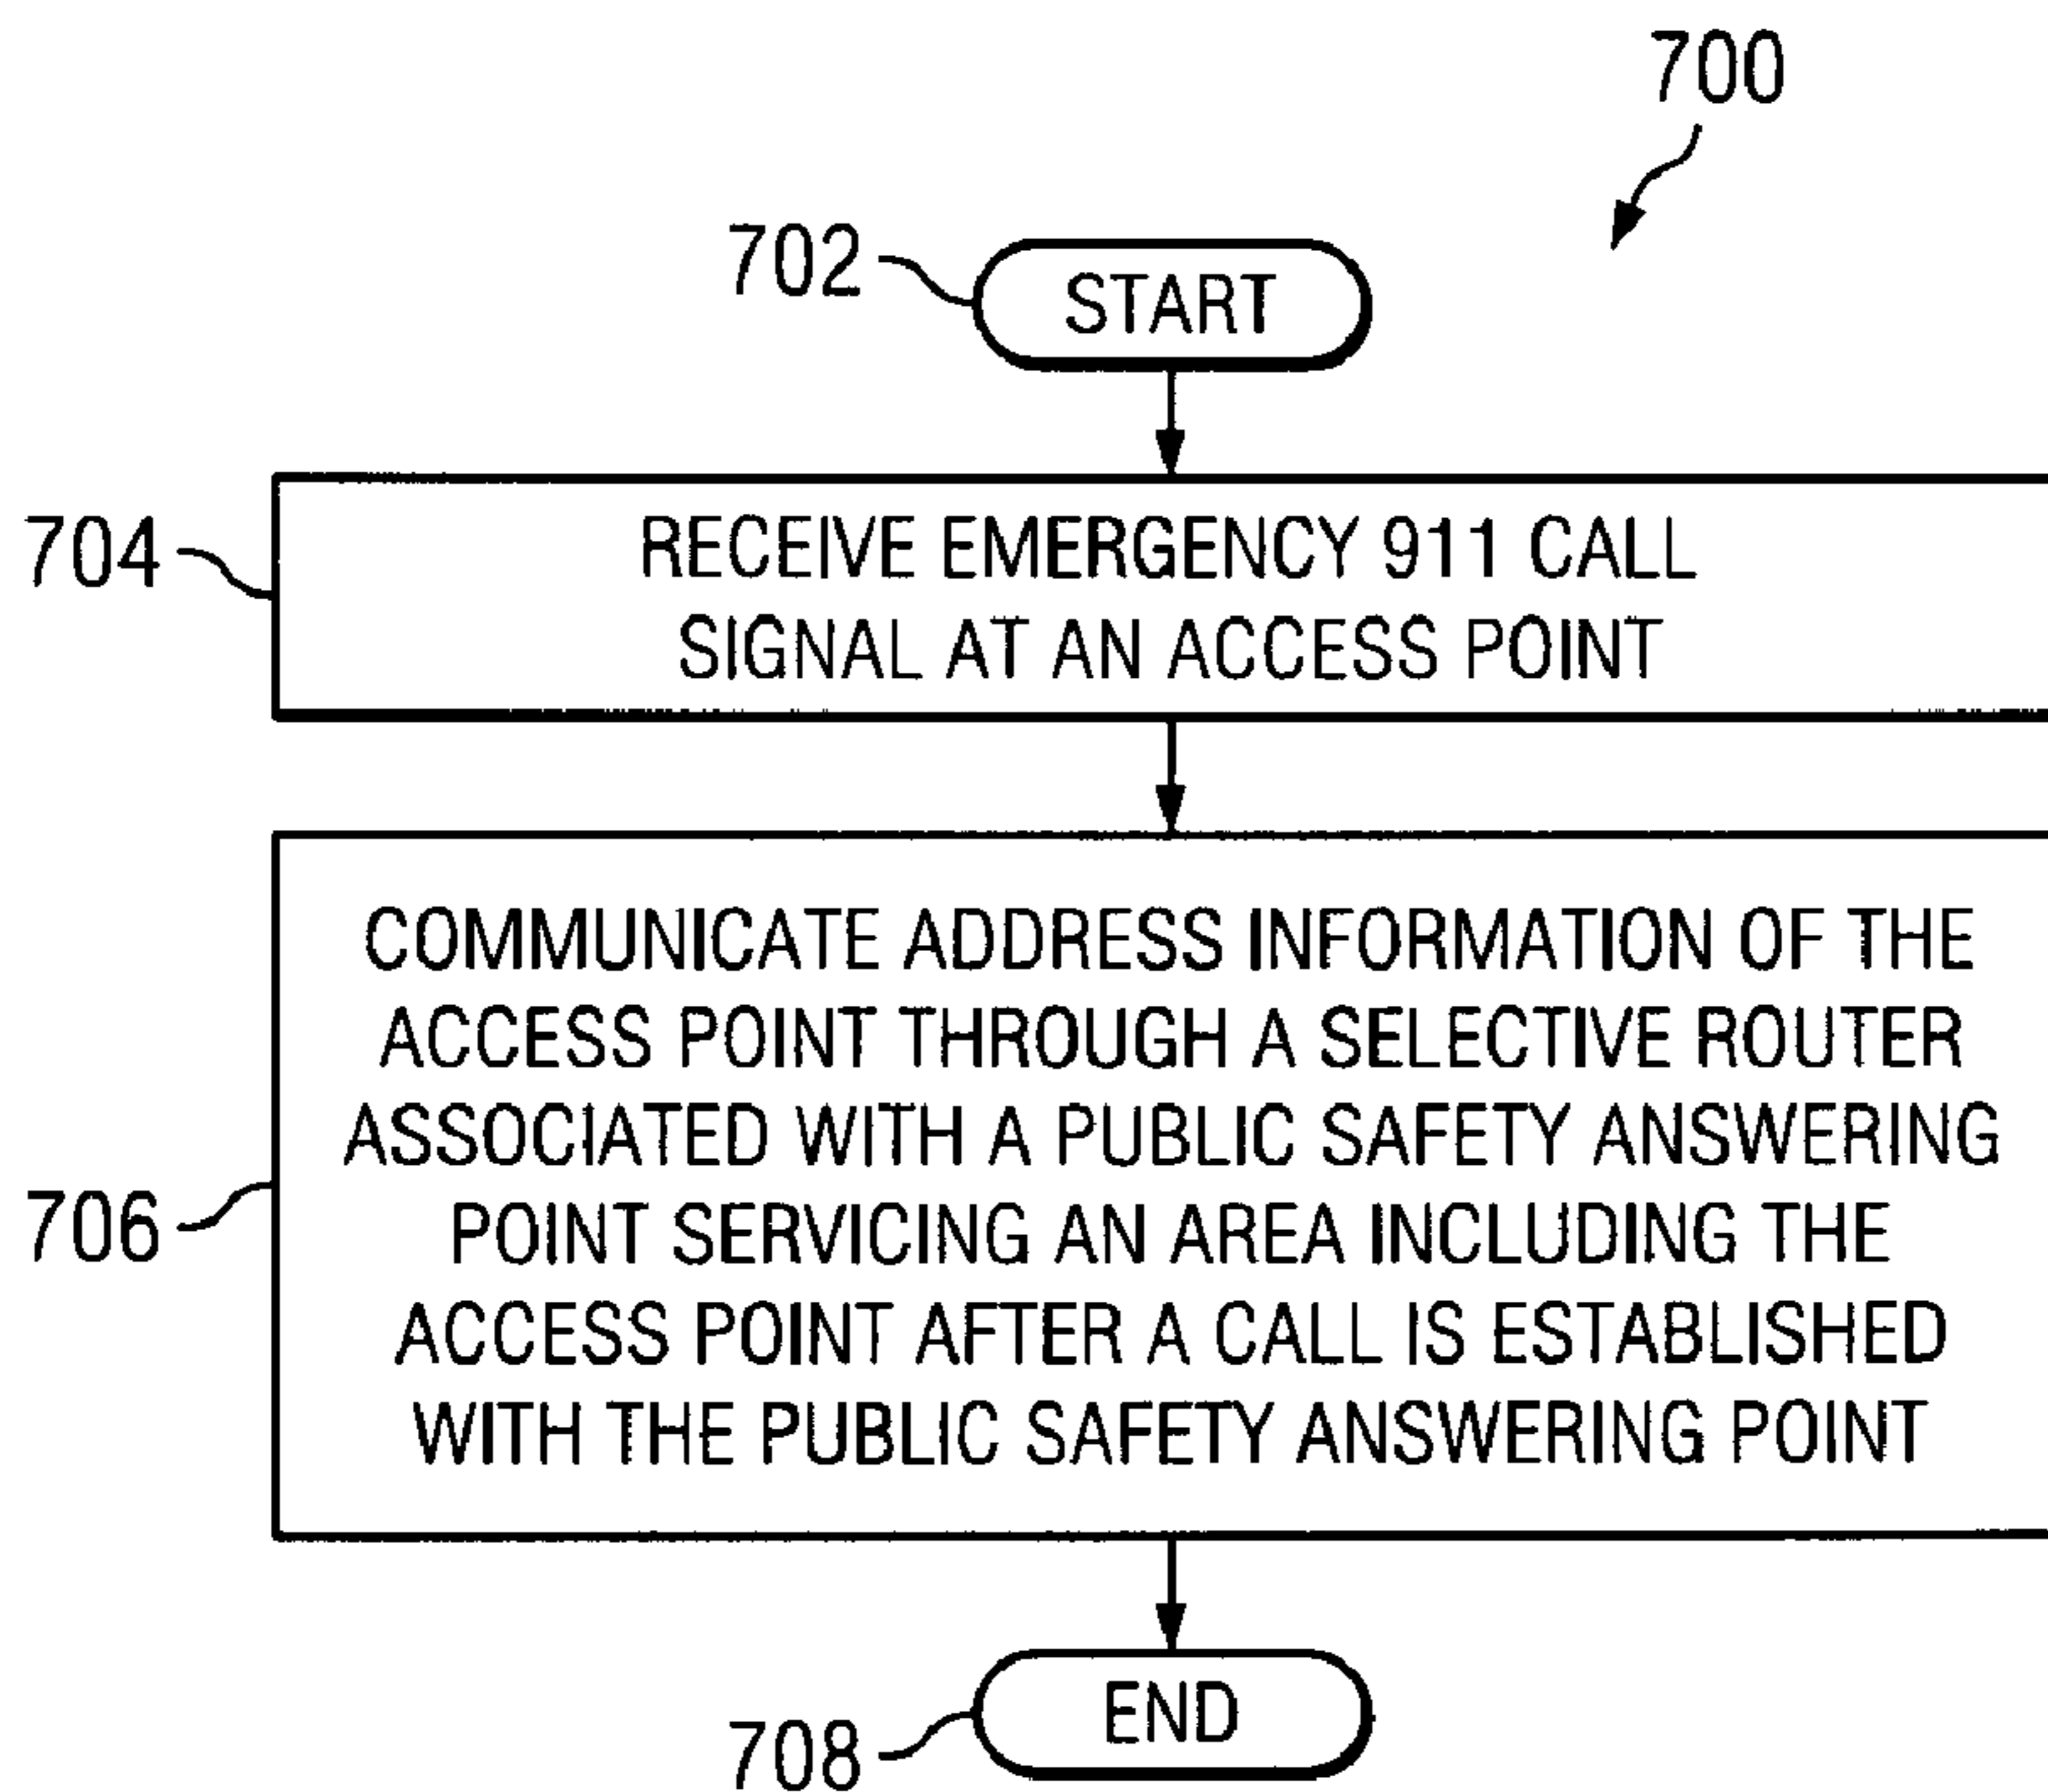 700
702
START
704
RECEIVE EMERGENCY 911 CALL
SIGNAL AT AN ACCESS POINT
706
COMMUNICATE ADDRESS INFORMATION OF THE
ACCESS POINT THROUGH A SELECTIVE ROUTER
ASSOCIATED WITH A PUBLIC SAFETY ANSWERING
POINT SERVICING AN AREA INCLUDING THE
ACCESS POINT AFTER A CALL IS ESTABLISHED
WITH THE PUBLIC SAFETY ANSWERING POINT
708
END